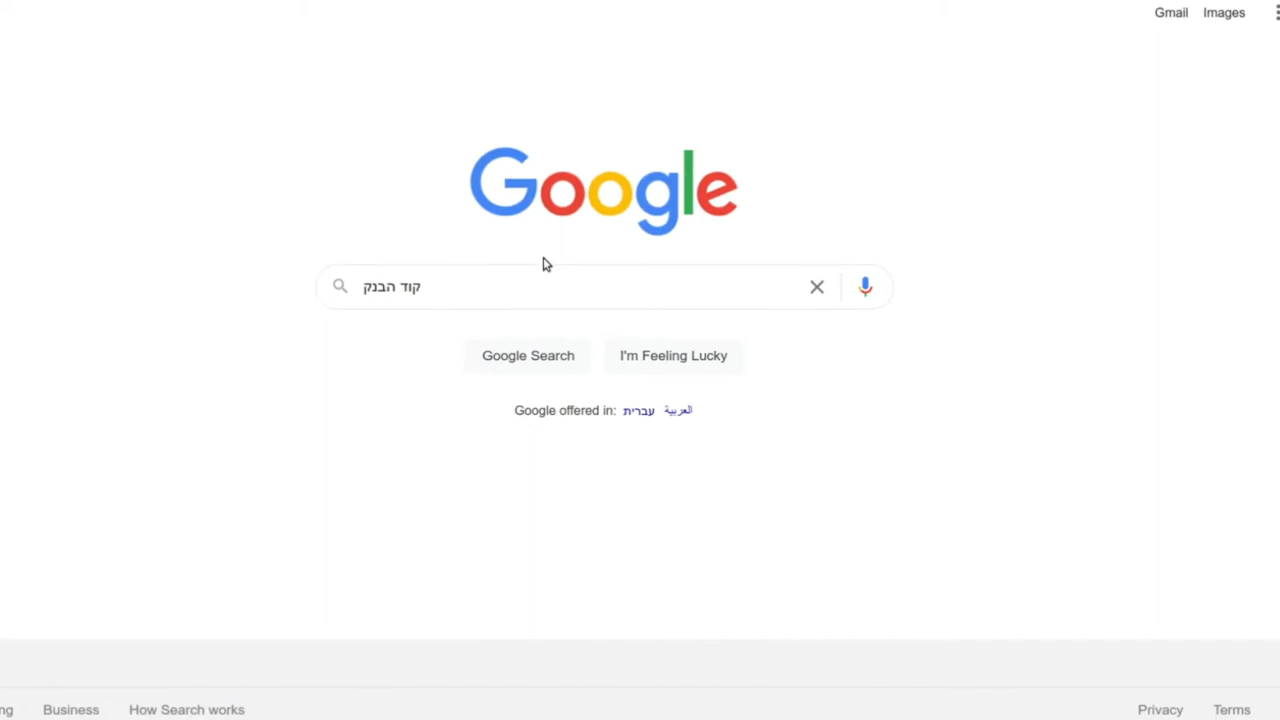 Gmail Images
Google
קוד הבנק
Google Search I'm Feeling Lucky
Google offered in: עברית العربية
Business How Search works Privacy Terms